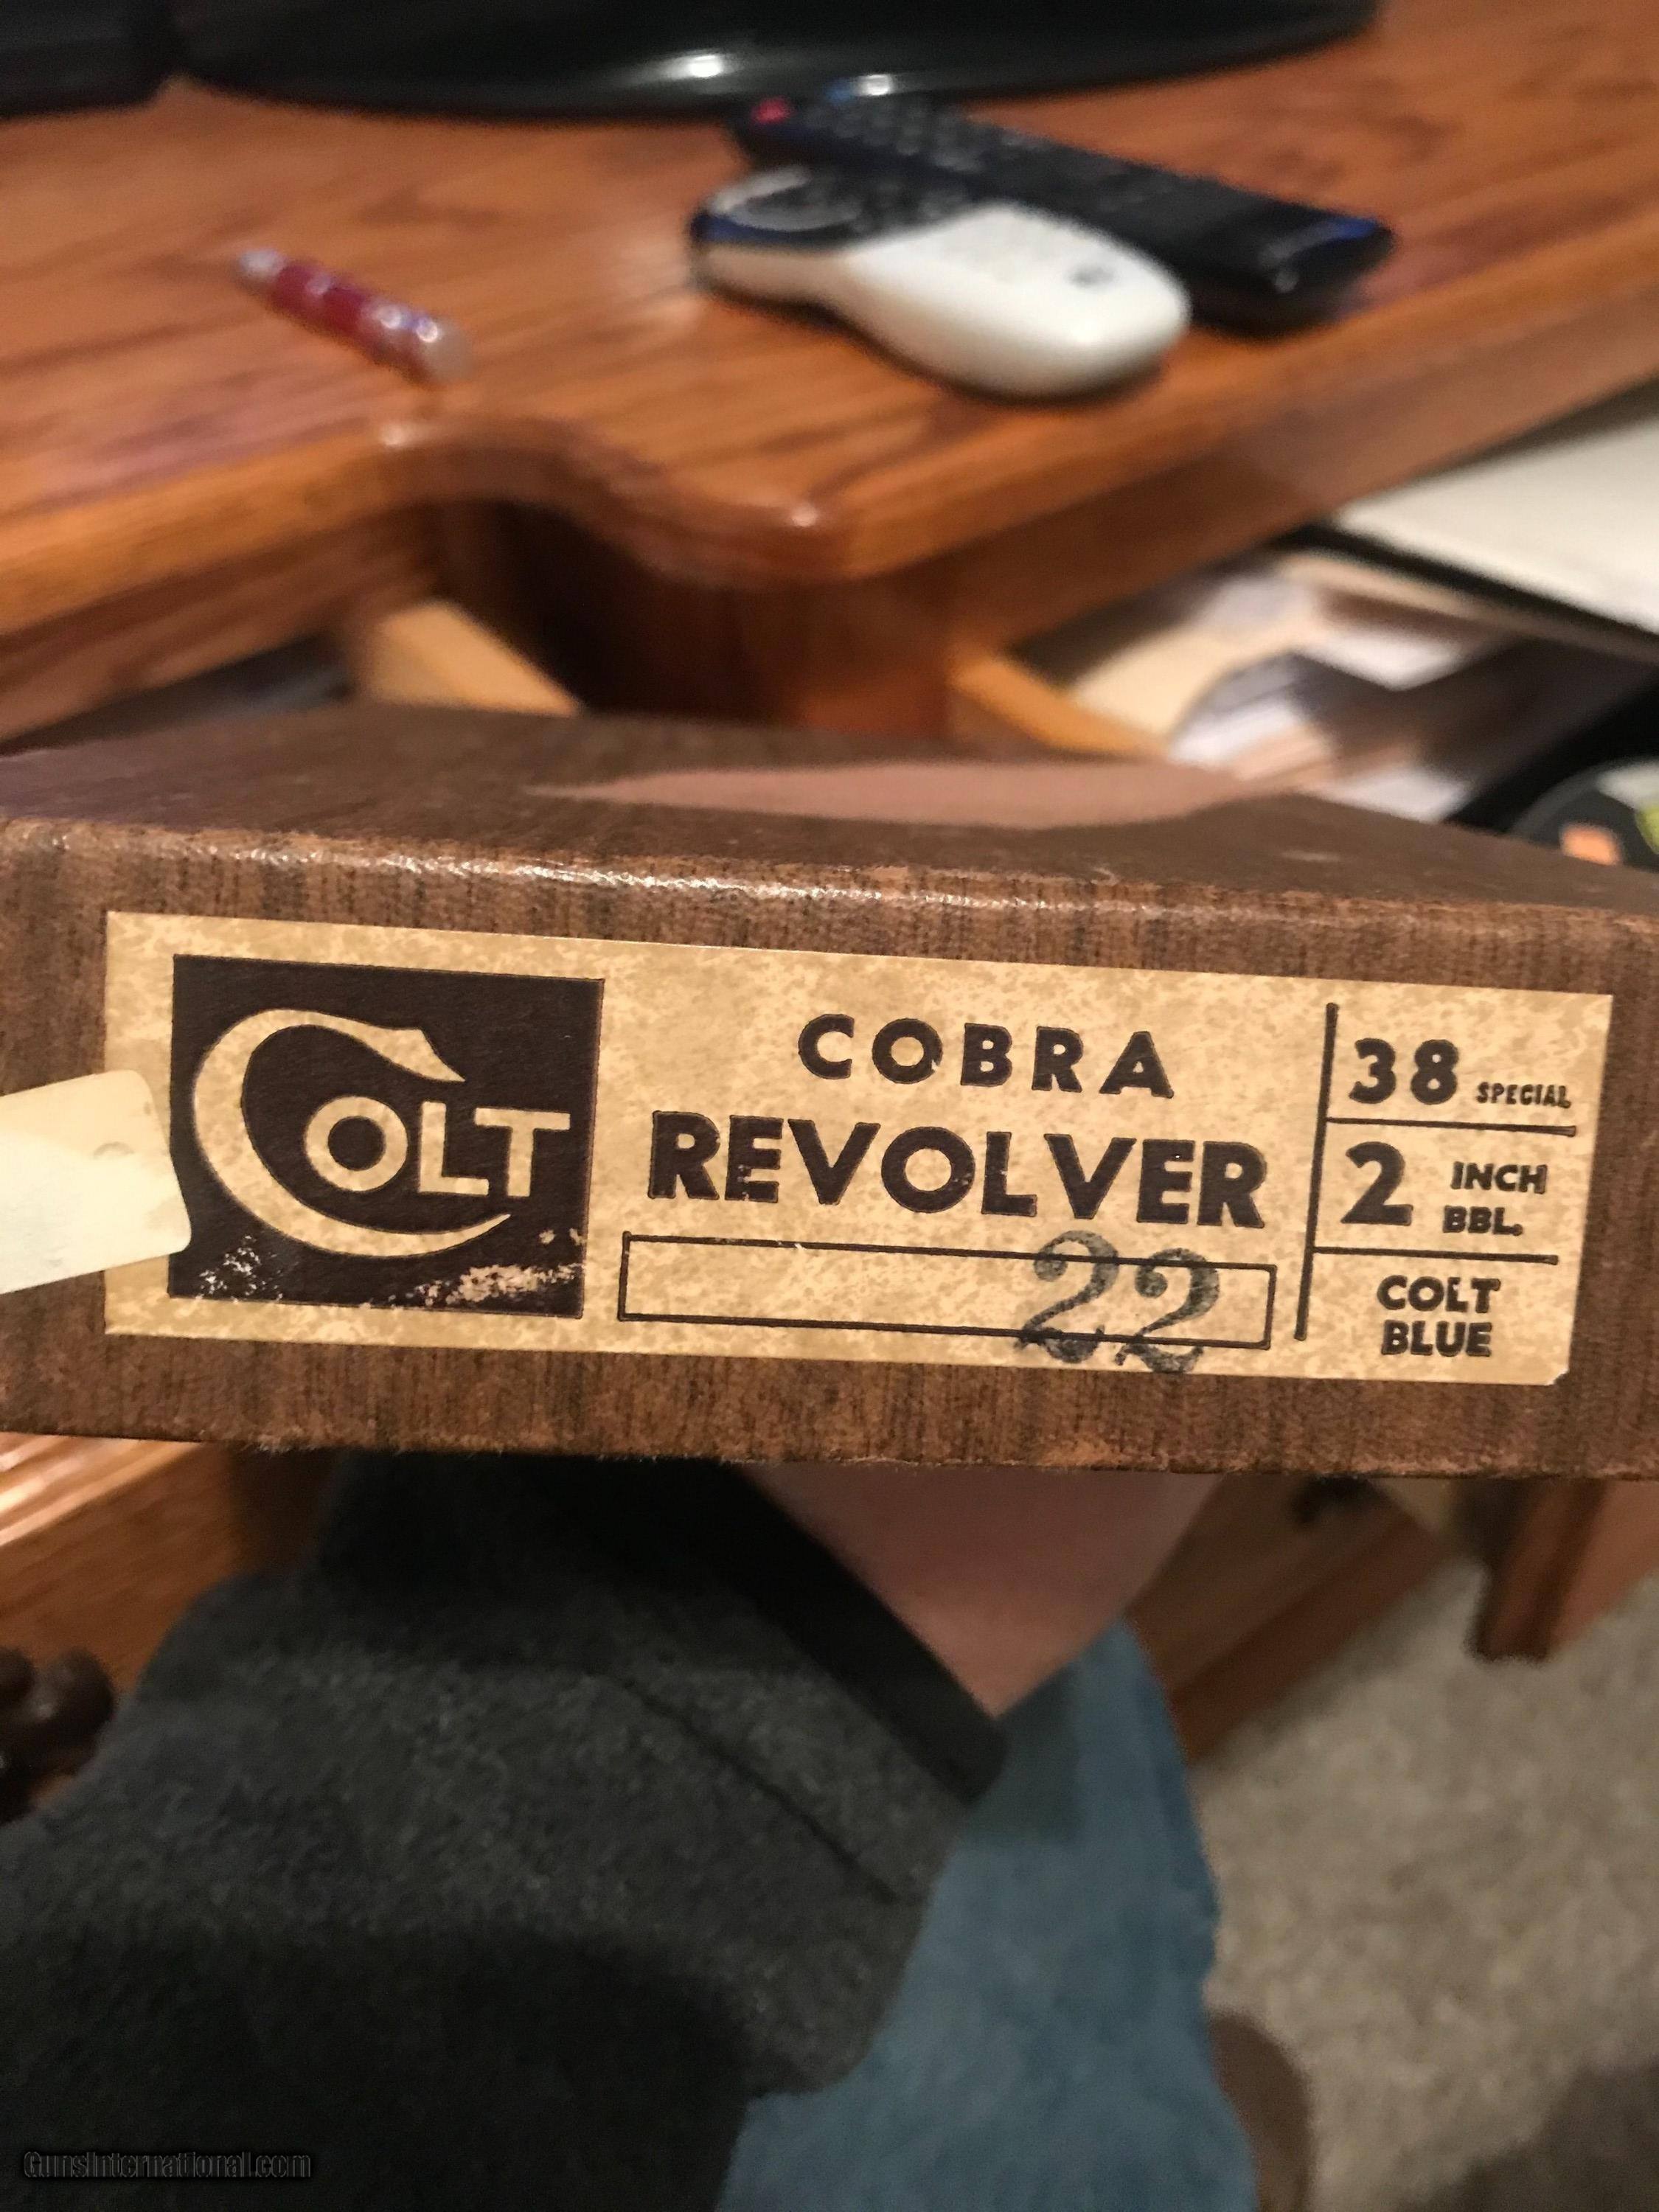 COLT
COBRA
REVOLVER
22
38 SPECIAL
2 INCH
BBL.
COLT
BLUE
GunsInternational.com